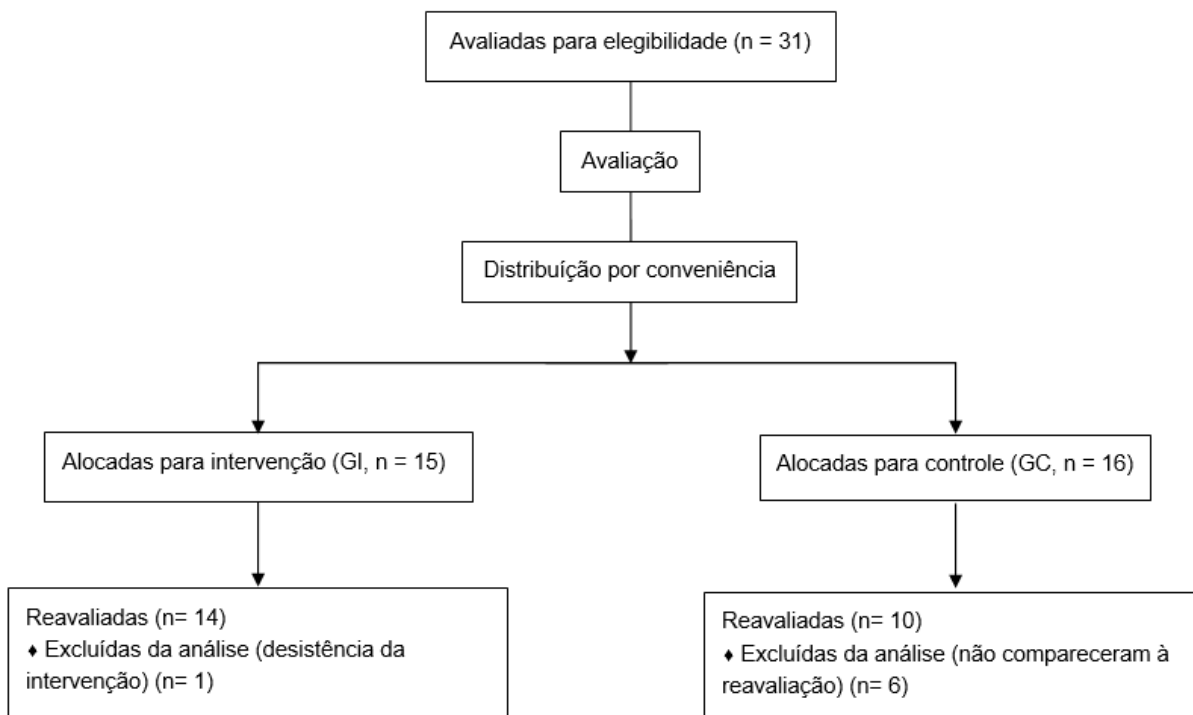 Avaliadas para elegibilidade (n = 31)
Avaliação
Distribuíção por conveniência
Alocadas para intervenção (GI, n = 15)
Alocadas para controle (GC, n = 16)
Reavaliadas (n= 14)
♦ Excluídas da análise (desistência da
intervenção) (n= 1)
Reavaliadas (n= 10)
♦ Excluídas da análise (não compareceram à
reavaliação) (n= 6)